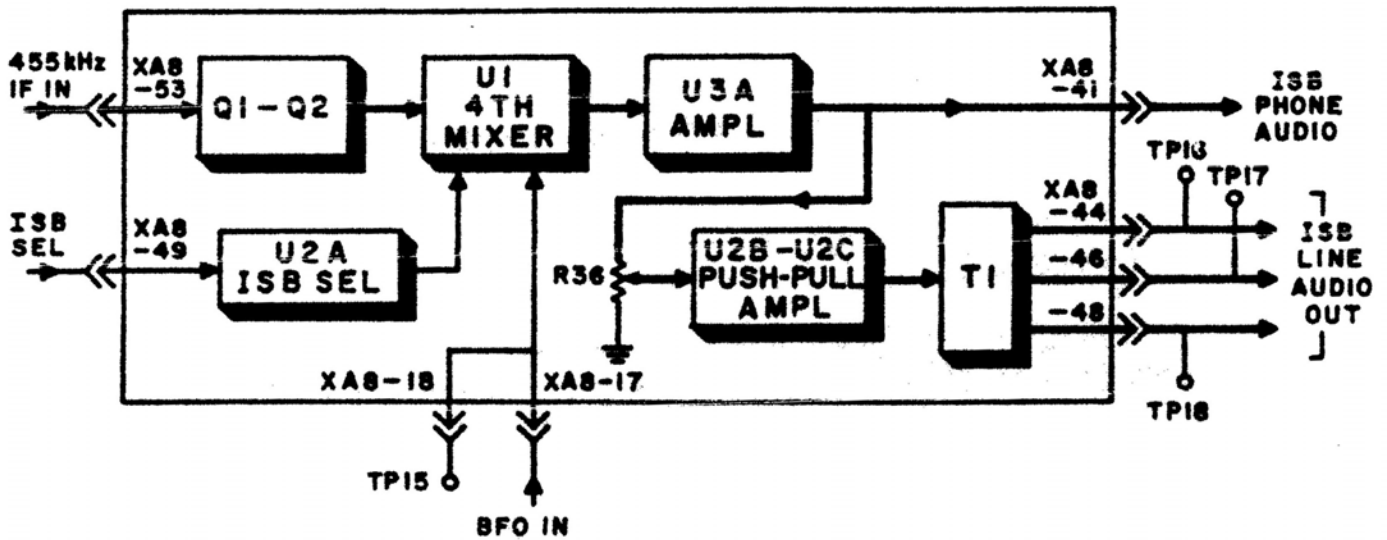 455kHz
IF IN
XA8
-53
Q1-Q2
U1
4TH
MIXER
U3A
AMPL
XA8
-41
ISB
PHONE
AUDIO
TP16
TP17
ISB
SEL
XA8
-49
U2A
ISB SEL
R36
U2B-U2C
PUSH-PULL
AMPL
T1
XA8
-44
-46
-48
ISB
LINE
AUDIO
OUT
TP18
XA8-18
XA8-17
TP15
BFO IN